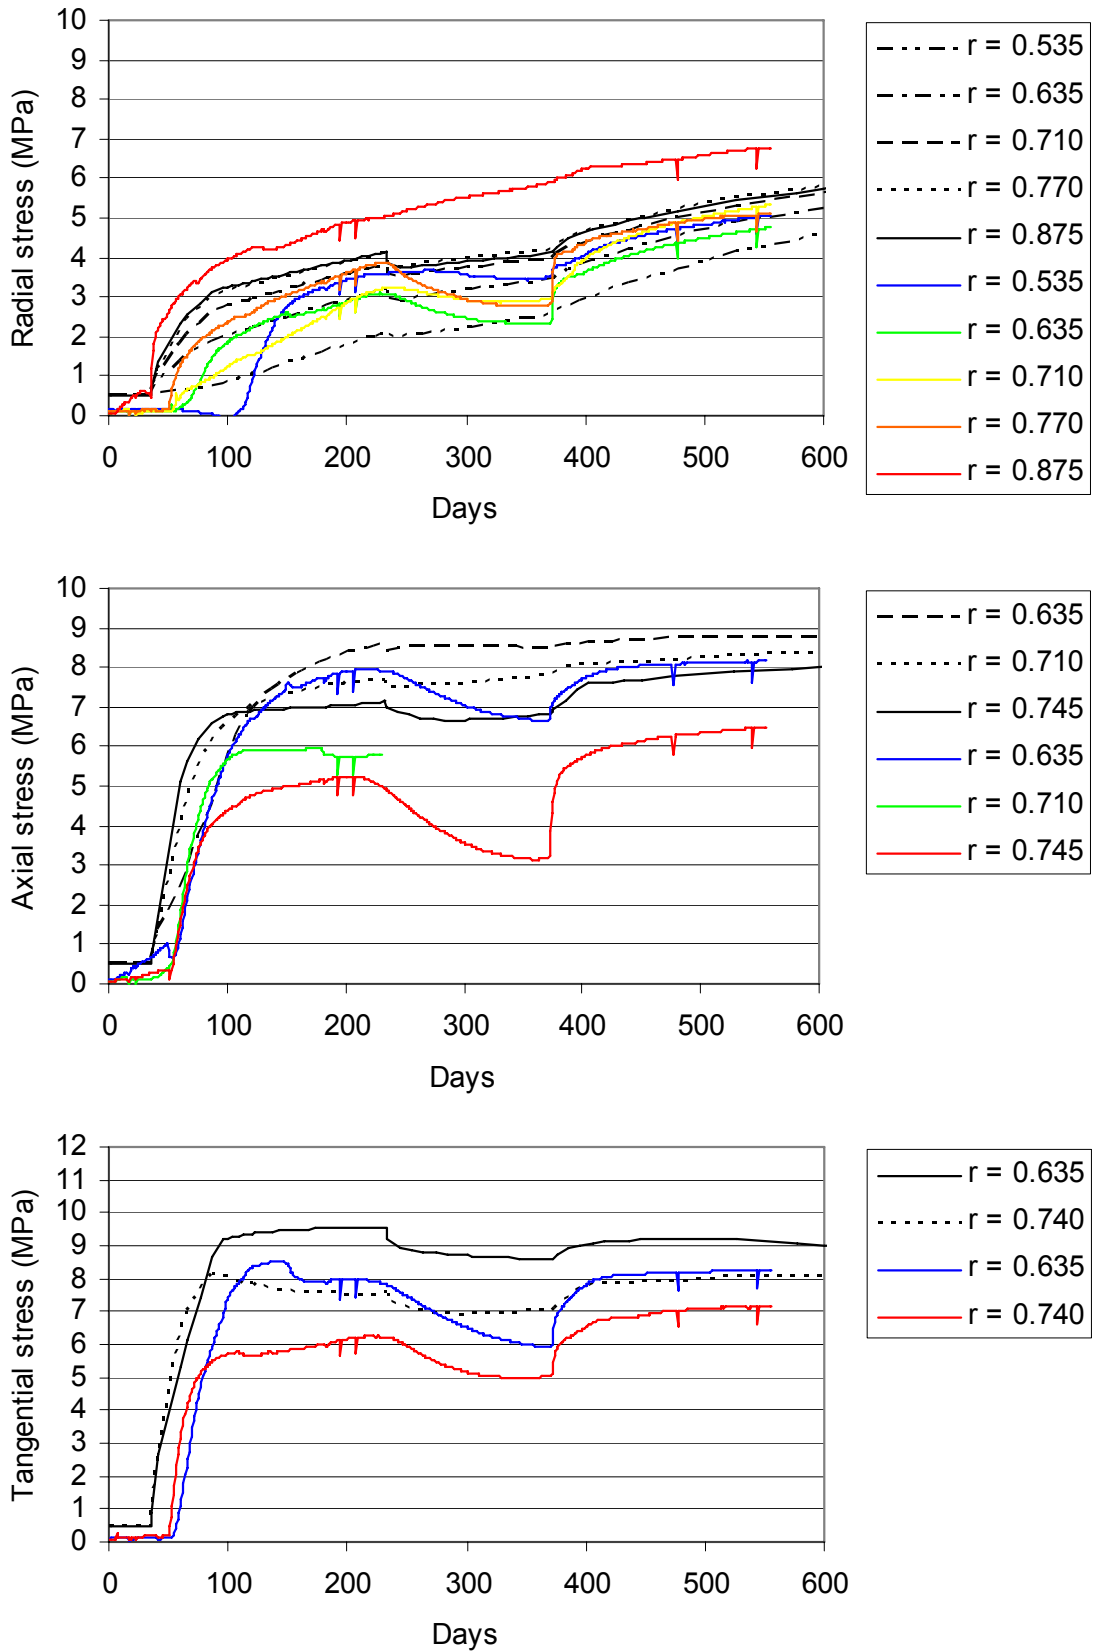 Radial stress (MPa)
10
9
8
7
6
5
4
3
2
1
0
0 100 200 300 400 500 600
Days
r = 0.535
r = 0.635
r = 0.710
r = 0.770
r = 0.875
r = 0.535
r = 0.635
r = 0.710
r = 0.770
r = 0.875
Axial stress (MPa)
10
9
8
7
6
5
4
3
2
1
0
0 100 200 300 400 500 600
Days
r = 0.635
r = 0.710
r = 0.745
r = 0.635
r = 0.710
r = 0.745
Tangential stress (MPa)
12
11
10
9
8
7
6
5
4
3
2
1
0
0 100 200 300 400 500 600
Days
r = 0.635
r = 0.740
r = 0.635
r = 0.740